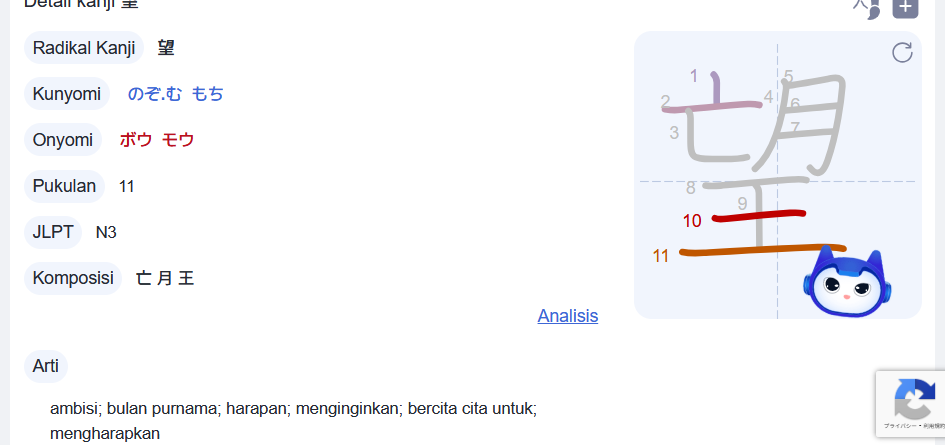 Detail kanji 望
Radikal Kanji 望
Kunyomi のぞ.む もち
Onyomi ボウ モウ
Pukulan 11
JLPT N3
Komposisi 亡 月 王
Analisis
Arti
ambisi; bulan purnama; harapan; menginginkan; bercita cita untuk;
mengharapkan
1
2
3
4
5
6
7
8
9
10
11
プライバシー • 利用規約